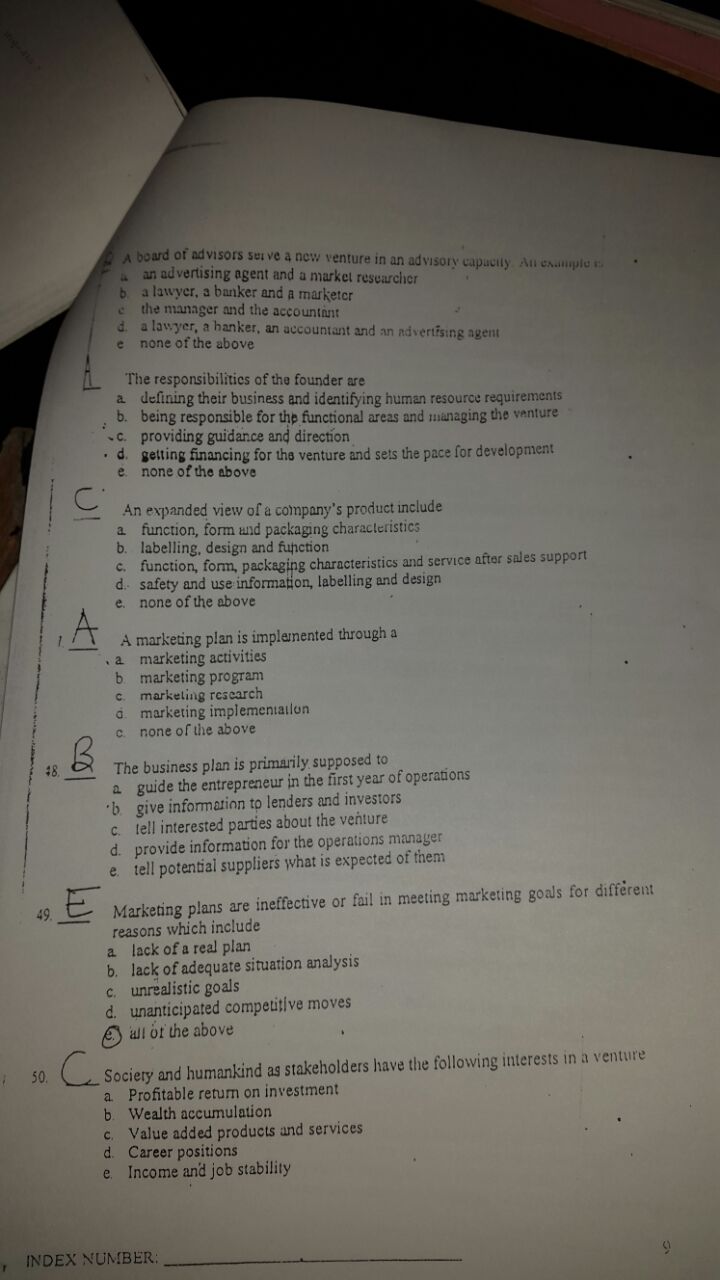 A board of advisors serve a new venture in an advisory capacity. An example is
a. an advertising agent and a market researcher
b. a lawyer, a banker and a marketer
c the manager and the accountant
d. a lawyer, a banker, an accountant and an advertising agent
e none of the above
The responsibilities of the founder are
a. defining their business and identifying human resource requirements
b. being responsible for the functional areas and managing the venture
c. providing guidance and direction
d. getting financing for the venture and sets the pace for development
e. none of the above
C
An expanded view of a company's product include
a function, form and packaging characteristics
b. labelling, design and function
c. function, form, packaging characteristics and service after sales support
d. safety and use information, labelling and design
e. none of the above
A
A marketing plan is implemented through a
a marketing activities
b marketing program
c. marketing research
d. marketing implementation
e. none of the above
48. B The business plan is primarily supposed to
a. guide the entrepreneur in the first year of operations
b give information to lenders and investors
c. tell interested parties about the venture
d. provide information for the operations manager
e. tell potential suppliers what is expected of them
49. E Marketing plans are ineffective or fail in meeting marketing goals for different
reasons which include
a lack of a real plan
b. lack of adequate situation analysis
c. unrealistic goals
d. unanticipated competitive moves
e. all of the above
50. C Society and humankind as stakeholders have the following interests in a venture
a Profitable return on investment
b. Wealth accumulation
c. Value added products and services
d. Career positions
e. Income and job stability
INDEX NUMBER:
9